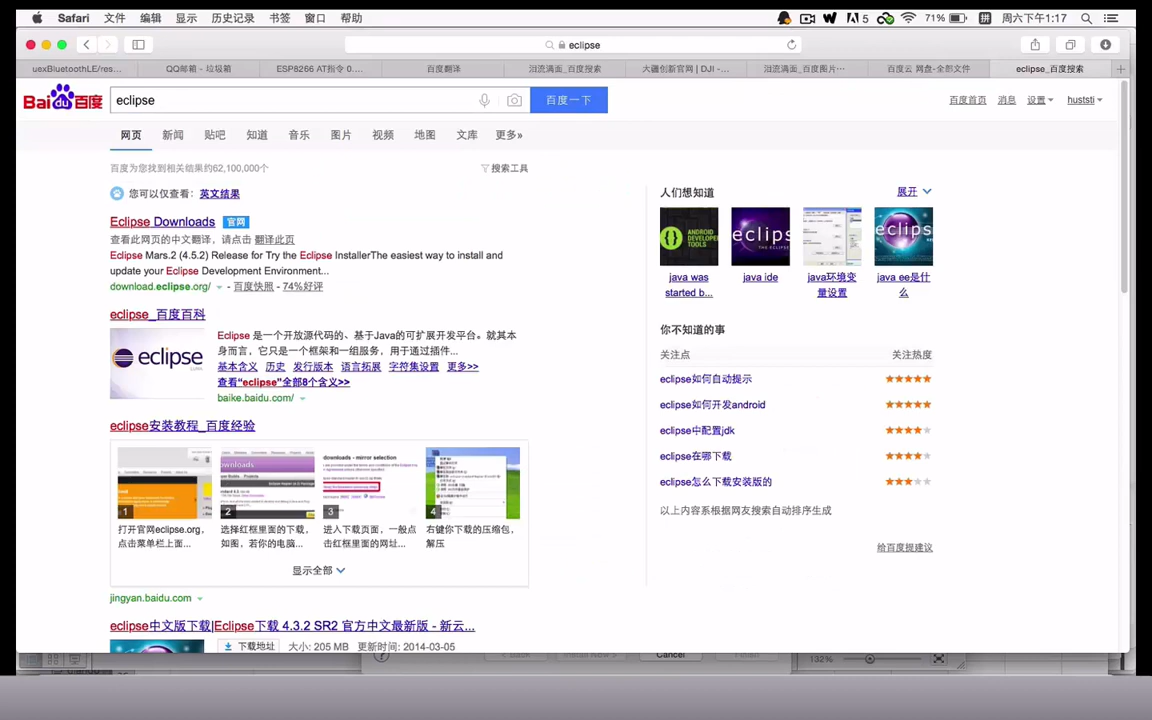 Safari 文件 编辑 显示 历史记录 书签 窗口 帮助
5 71% 拼 周六下午1:17
eclipse
uexBluetoothLE/res... QQ邮箱 - 垃圾箱 ESP8266 AT指令 0.... 百度翻译 泪流满面_百度搜索 大疆创新官网 | DJI -... 泪流满面_百度图片... 百度云 网盘-全部文件 eclipse_百度搜索
Bai du 百度 eclipse 百度一下 百度首页 消息 设置 huststi
网页 新闻 贴吧 知道 音乐 图片 视频 地图 文库 更多»
百度为您找到相关结果约62,100,000个 搜索工具
您可以仅查看：英文结果
Eclipse Downloads 官网
查看此网页的中文翻译，请点击 翻译此页
Eclipse Mars.2 (4.5.2) Release for Try the Eclipse InstallerThe easiest way to install and
update your Eclipse Development Environment...
download.eclipse.org/ - 百度快照 - 74%好评
eclipse_百度百科
eclipse
LUNA
Eclipse 是一个开放源代码的、基于Java的可扩展开发平台。就其本
身而言，它只是一个框架和一组服务，用于通过插件...
基本含义 历史 发行版本 语言拓展 字符集设置 更多>>
查看"eclipse"全部8个含义>>
baike.baidu.com/
eclipse安装教程_百度经验
ownloads
downloads - mirror selection
1 2 3 4
打开官网eclipse.org， 选择红框里面的下载， 进入下载页面，一般点 右键你下载的压缩包，
点击菜单栏上面... 如图，若你的电脑... 击红框里面的网址... 解压
显示全部
jingyan.baidu.com
eclipse中文版下载|Eclipse下载 4.3.2 SR2 官方中文最新版 - 新云...
下载地址 大小: 205 MB 更新时间: 2014-03-05
人们想知道 展开
ANDROID
DEVELOPER
TOOLS
eclips
THE ECLIPSE
eclips
java was java ide java环境变 java ee是什
started b... 量设置 么
你不知道的事
关注点 关注热度
eclipse如何自动提示
eclipse如何开发android
eclipse中配置jdk
eclipse在哪下载
eclipse怎么下载安装版的
以上内容系根据网友搜索自动排序生成
给百度提建议
Cancel 132%